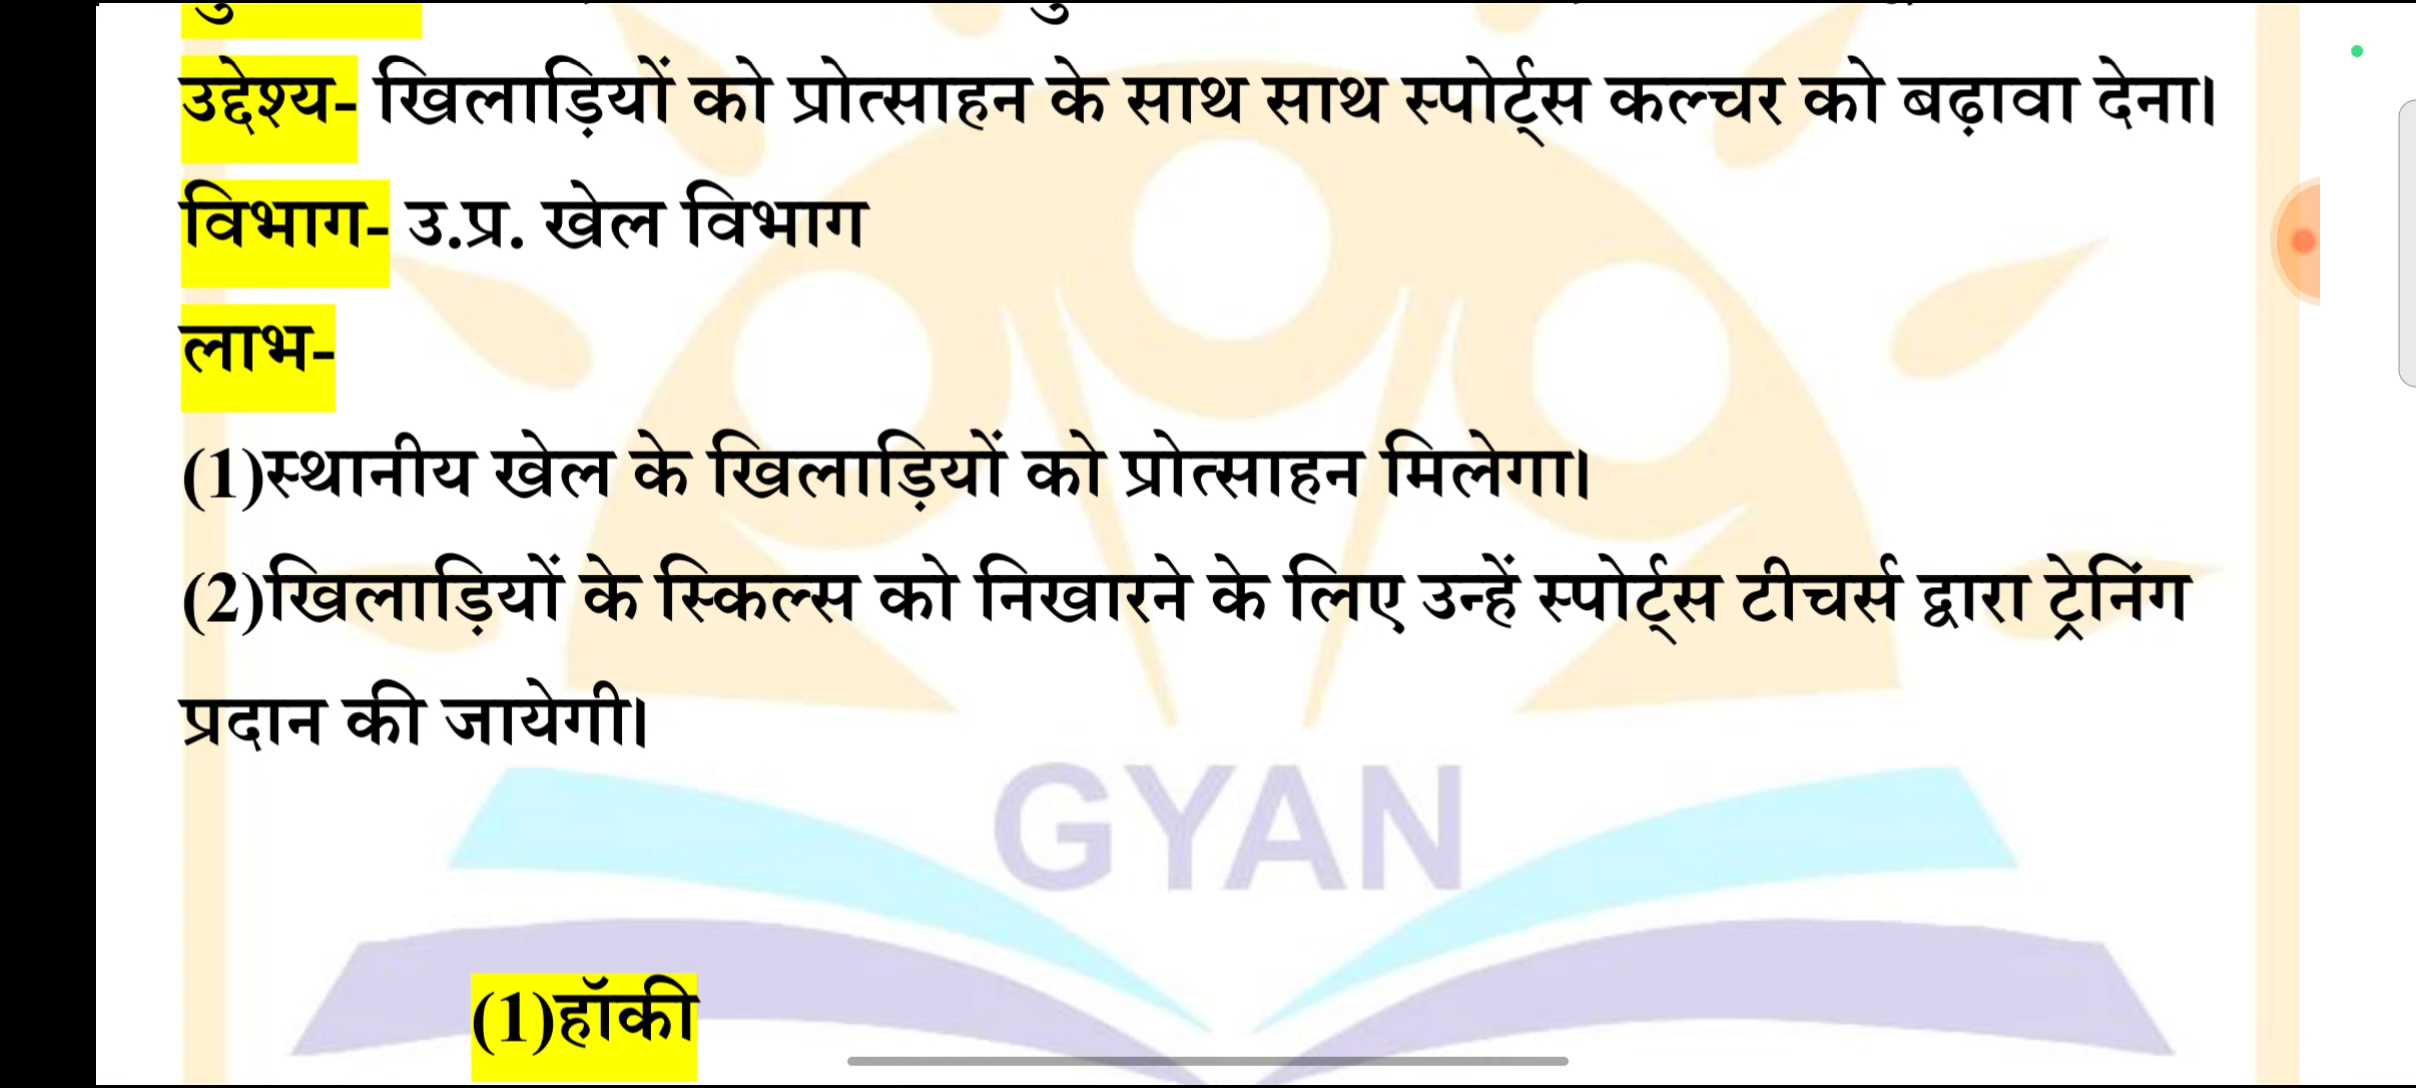 उद्देश्य- खिलाड़ियों को प्रोत्साहन के साथ साथ स्पोर्ट्स कल्चर को बढ़ावा देना।
विभाग- उ.प्र. खेल विभाग
लाभ-
(1)स्थानीय खेल के खिलाड़ियों को प्रोत्साहन मिलेगा।
(2)खिलाड़ियों के स्किल्स को निखारने के लिए उन्हें स्पोर्ट्स टीचर्स द्वारा ट्रेनिंग
प्रदान की जायेगी।
GYAN
(1)हॉकी